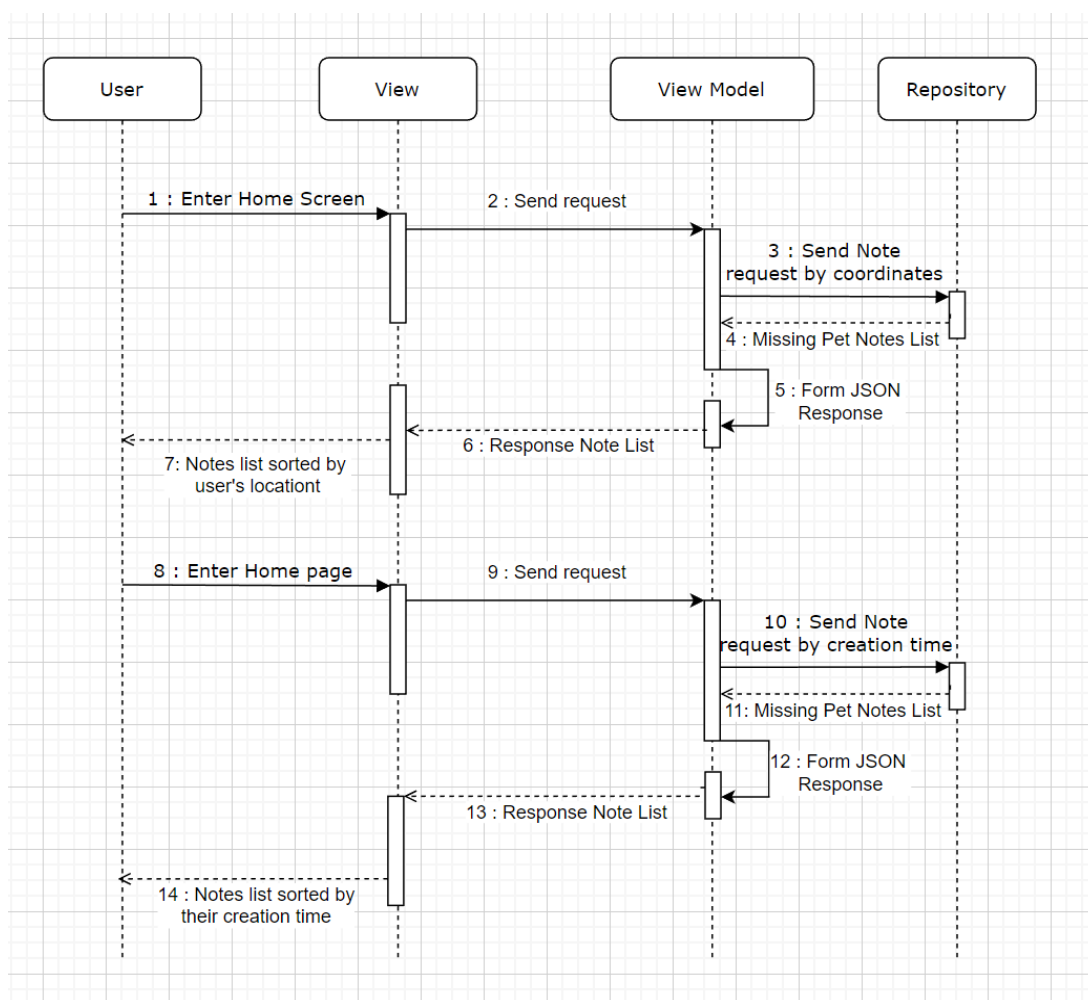 User
View
View Model
Repository
1 : Enter Home Screen
2 : Send request
3 : Send Note
request by coordinates
4 : Missing Pet Notes List
5 : Form JSON
Response
6 : Response Note List
7: Notes list sorted by
user's locationt
8 : Enter Home page
9 : Send request
10 : Send Note
request by creation time
11: Missing Pet Notes List
12 : Form JSON
Response
13 : Response Note List
14 : Notes list sorted by
their creation time